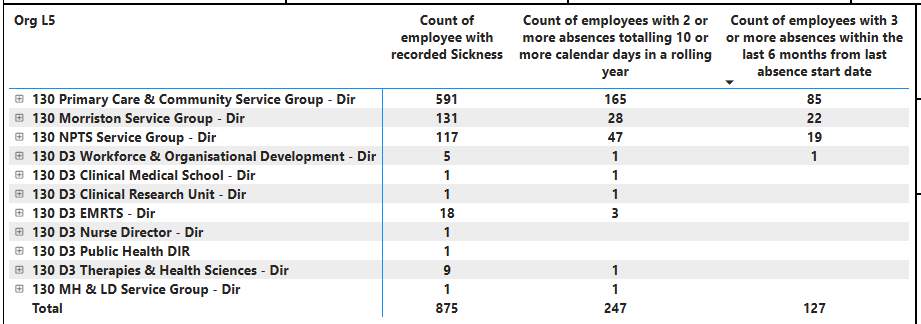 Org L5 Count of employee with recorded Sickness Count of employees with 2 or more absences totalling 10 or more calendar days in a rolling year Count of employees with 3 or more absences within the last 6 months from last absence start date
130 Primary Care & Community Service Group - Dir 591 165 85
130 Morriston Service Group - Dir 131 28 22
130 NPTS Service Group - Dir 117 47 19
130 D3 Workforce & Organisational Development - Dir 5 1 1
130 D3 Clinical Medical School - Dir 1 1
130 D3 Clinical Research Unit - Dir 1 1
130 D3 EMRTS - Dir 18 3
130 D3 Nurse Director - Dir 1
130 D3 Public Health DIR 1
130 D3 Therapies & Health Sciences - Dir 9 1
130 MH & LD Service Group - Dir 1 1
Total 875 247 127